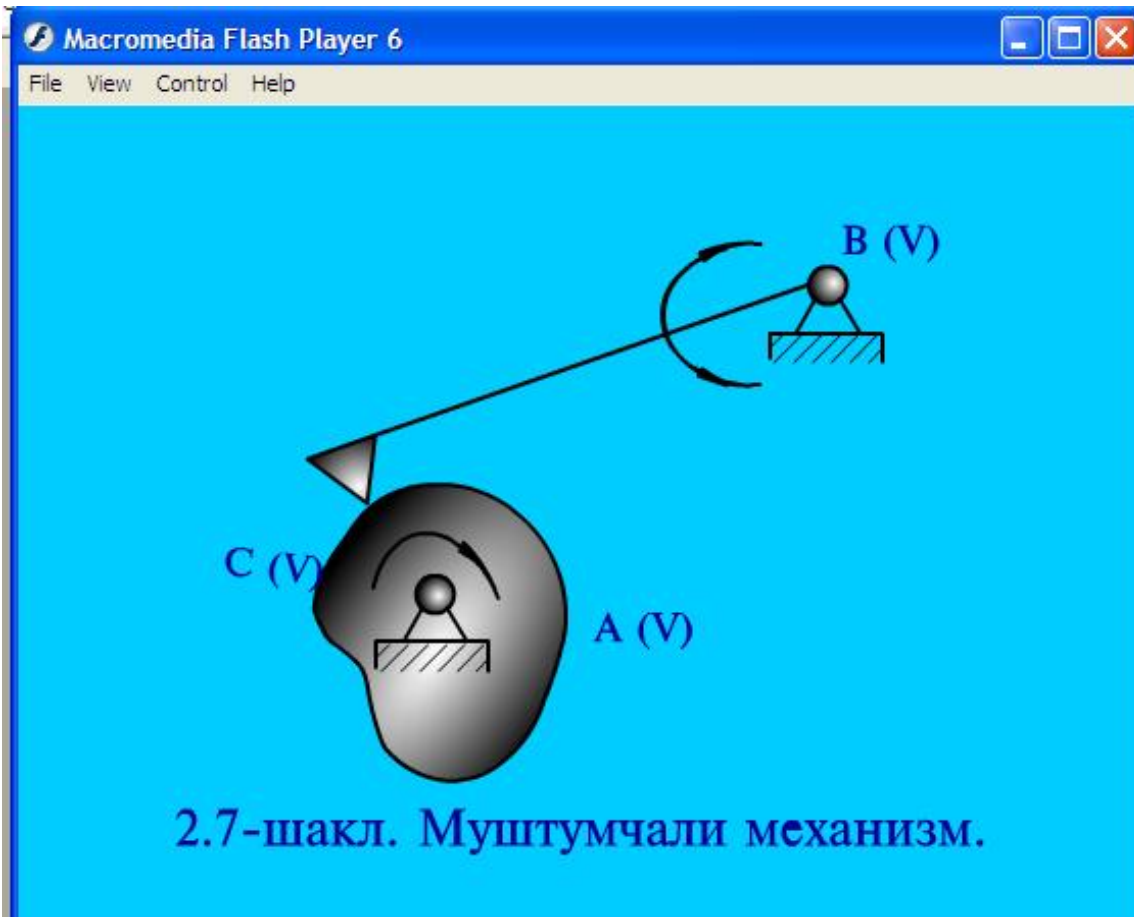 Macromedia Flash Player 6
File View Control Help
B (V)
C (V)
A (V)
2.7-шакл. Муштумчали механизм.